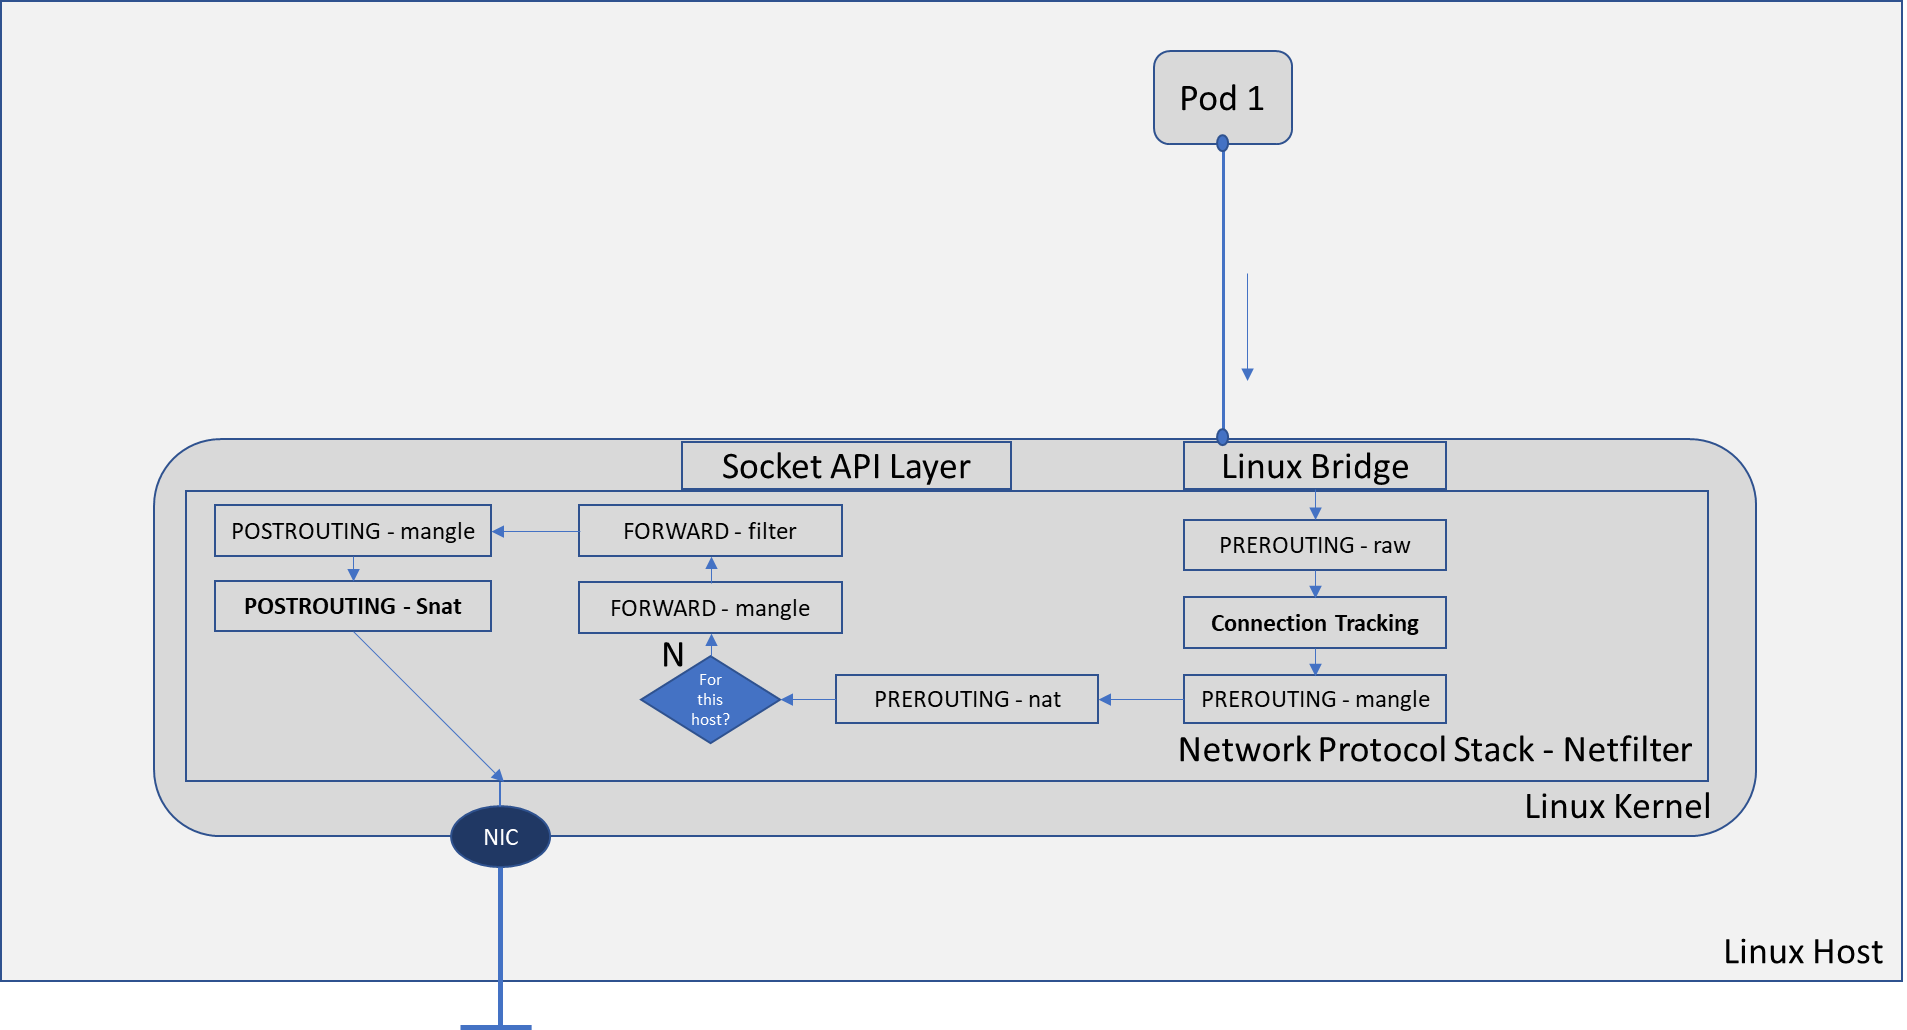 Pod 1
Socket API Layer
Linux Bridge
POSTROUTING - mangle
FORWARD - filter
PREROUTING - raw
POSTROUTING - Snat
FORWARD - mangle
Connection Tracking
N
For
this
host?
PREROUTING - nat
PREROUTING - mangle
Network Protocol Stack - Netfilter
Linux Kernel
NIC
Linux Host